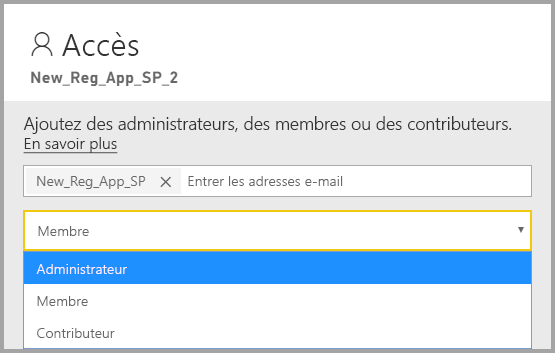 Accès
New_Reg_App_SP_2
Ajoutez des administrateurs, des membres ou des contributeurs.
En savoir plus
New_Reg_App_SP × Entrer les adresses e-mail
Membre
Administrateur
Membre
Contributeur